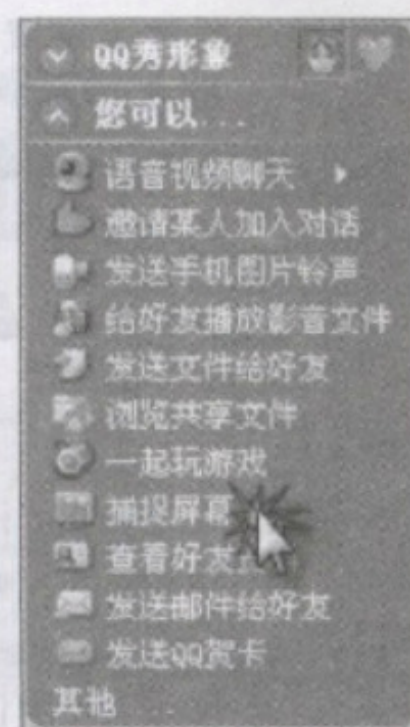 QQ秀形象
您可以...
语音视频聊天
邀请某人加入对话
发送手机图片铃声
给好友播放影音文件
发送文件给好友
浏览共享文件
一起玩游戏
捕捉屏幕
查看好友
发送邮件给好友
发送QQ贺卡
其他...